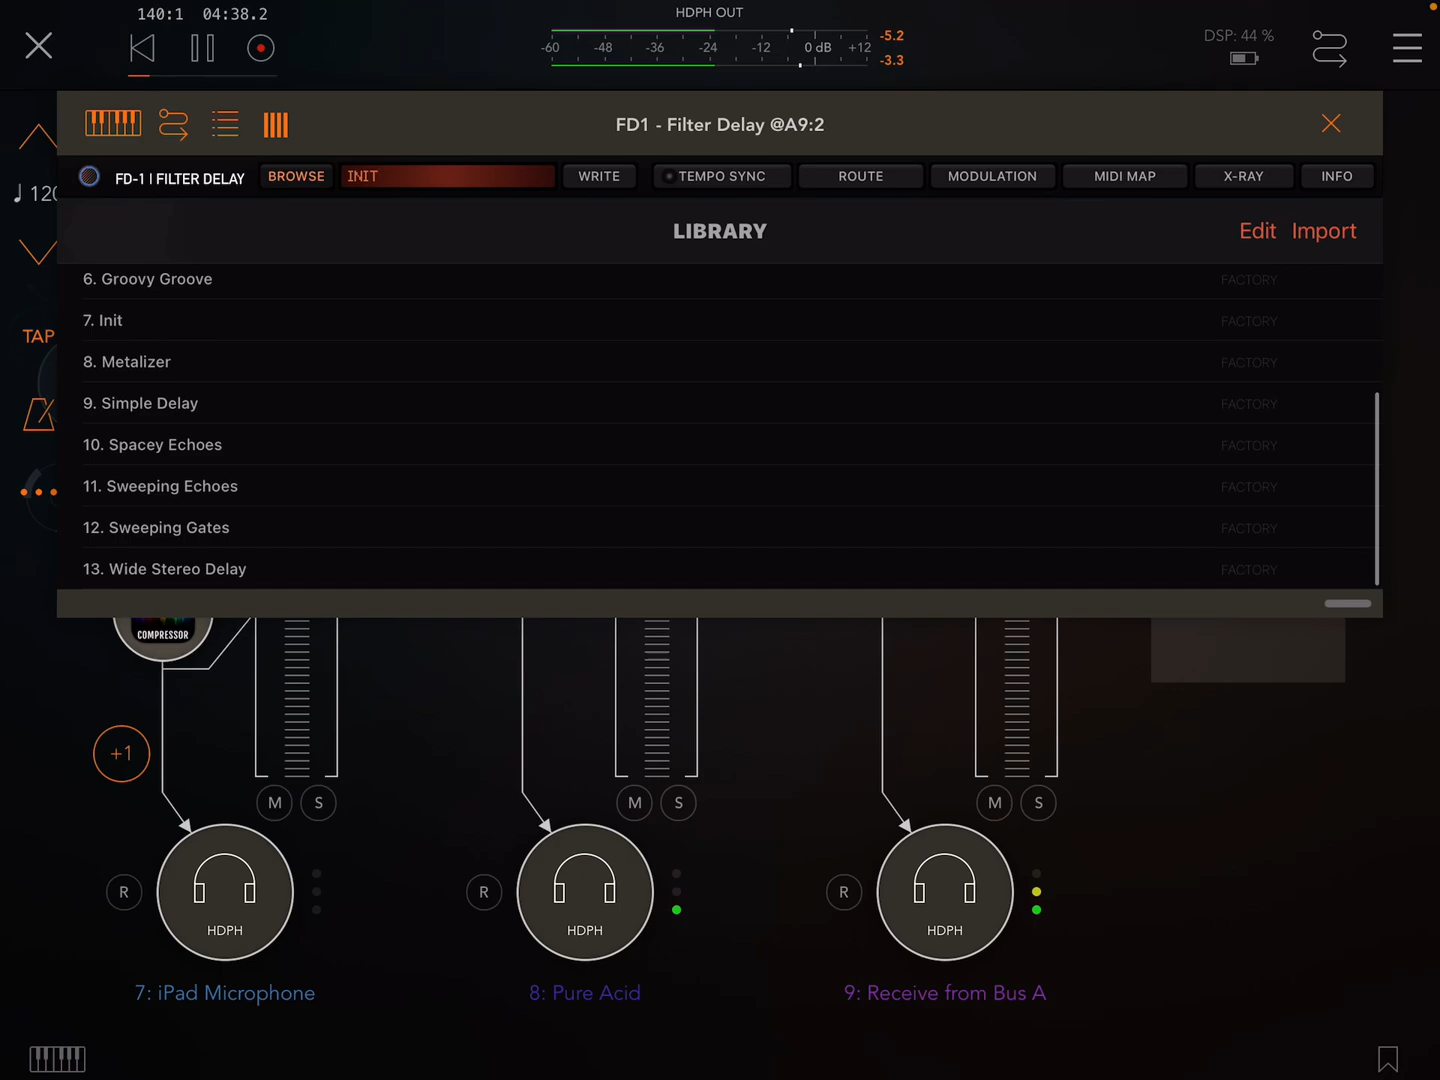 140:1 04:38.2
HDPH OUT
-60 -48 -36 -24 -12 0 dB +12
-5.2
-3.3
DSP: 44 %
FD1 - Filter Delay @A9:2
FD-1 | FILTER DELAY BROWSE INIT WRITE TEMPO SYNC ROUTE MODULATION MIDI MAP X-RAY INFO
LIBRARY
Edit Import
6. Groovy Groove FACTORY
7. Init FACTORY
8. Metalizer FACTORY
9. Simple Delay FACTORY
10. Spacey Echoes FACTORY
11. Sweeping Echoes FACTORY
12. Sweeping Gates FACTORY
13. Wide Stereo Delay FACTORY
120
TAP
COMPRESSOR
+1
M S M S M S
R R R
HDPH HDPH HDPH
7: iPad Microphone 8: Pure Acid 9: Receive from Bus A